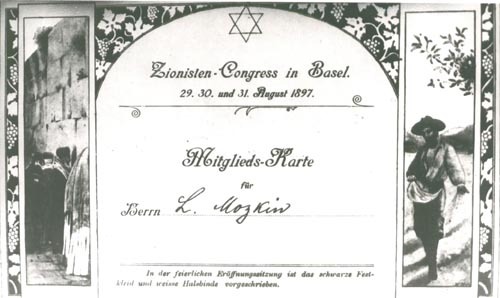 Zionisten-Congress in Basel.
29. 30. und 31. August 1897.
Mitglieds-Karte
für
Herrn L. Mozkin
In der feierlichen Eröffnungssitzung ist das schwarze Fest-
kleid und weisse Halsbinde vorgeschrieben.